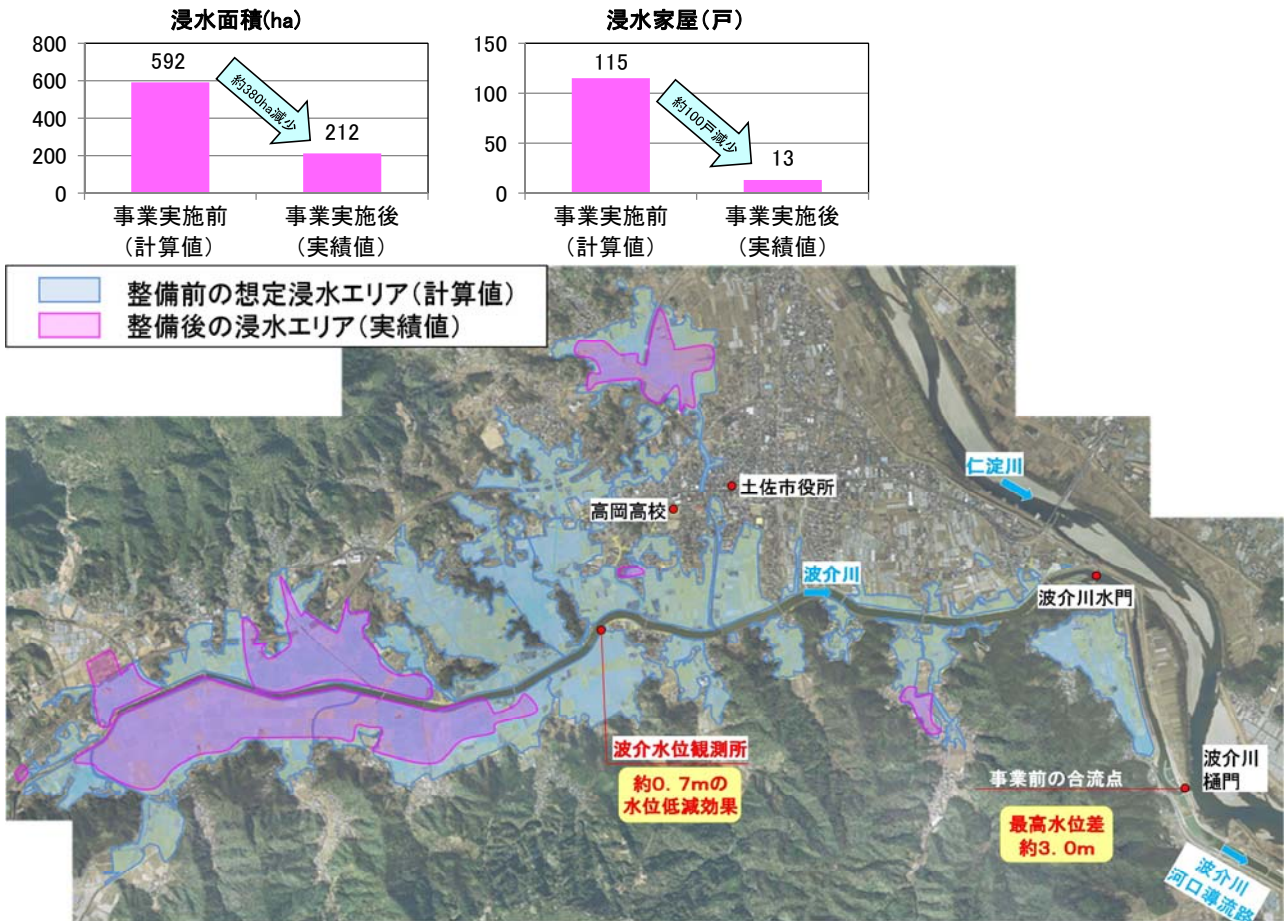 浸水面積(ha)
800
600
400
200
0
592
約380ha減少
212
事業実施前
(計算値)
事業実施後
(実績値)
浸水家屋(戸)
150
100
50
0
115
約100戸減少
13
事業実施前
(計算値)
事業実施後
(実績値)
整備前の想定浸水エリア(計算値)
整備後の浸水エリア(実績値)
仁淀川
土佐市役所
高岡高校
波介川
波介川水門
波介水位観測所
約0.7mの
水位低減効果
事業前の合流点
波介川
樋門
最高水位差
約3.0m
波介川
河口導流路